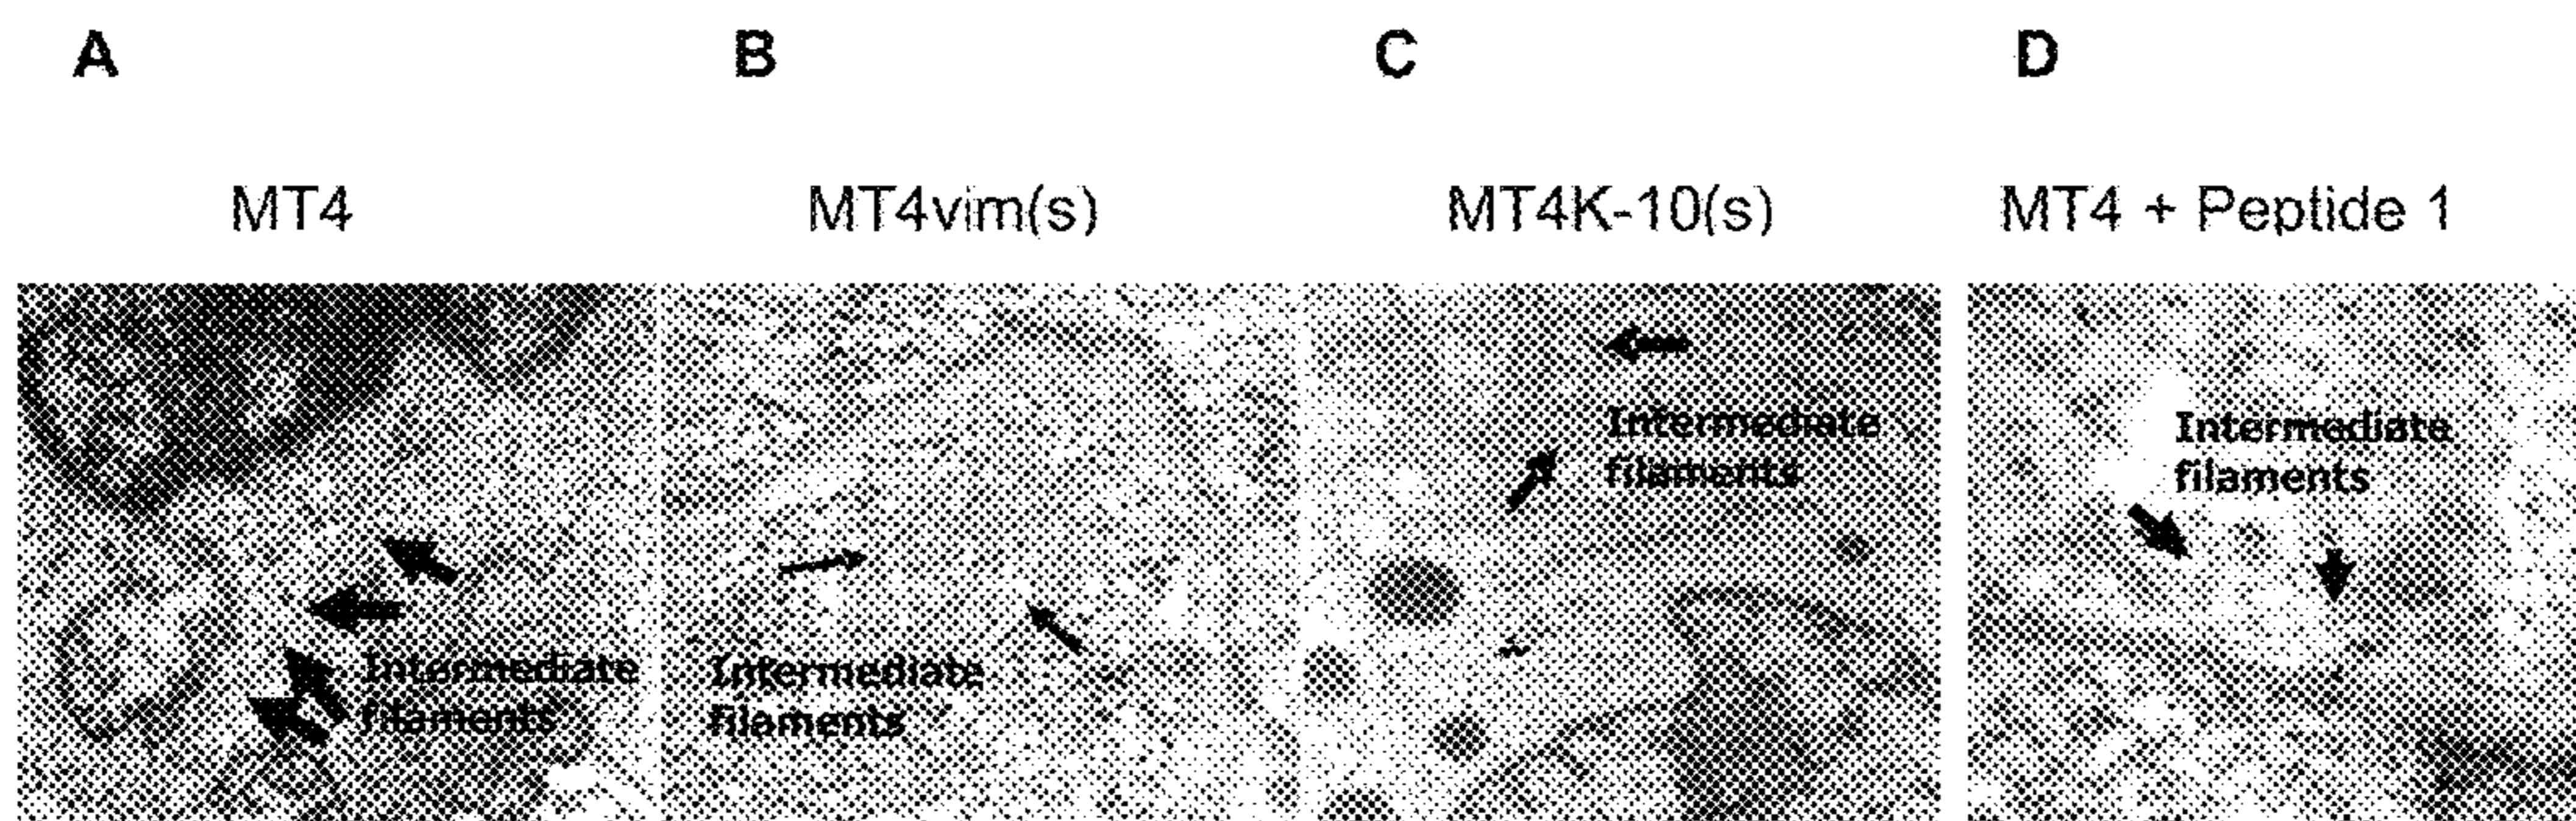 A
B
C
D
MT4
MT4vim(s)
MT4K-10(s)
MT4 + Peptide 1
Intermediate
filaments
Intermediate
filaments
Intermediate
filaments
Intermediate
filaments